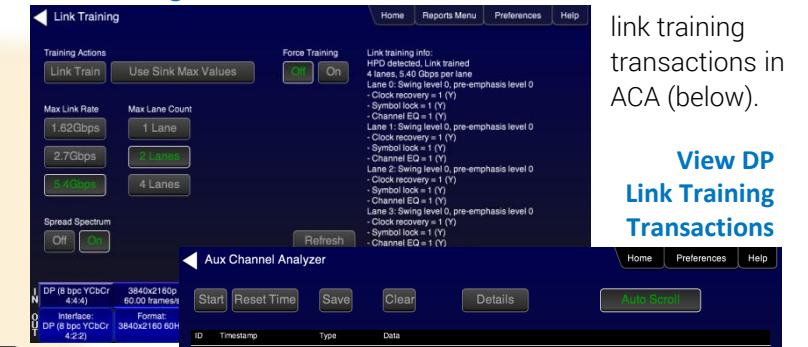 Link Training
Home
Reports Menu
Preferences
Help
Training Actions
Link Train
Use Sink Max Values
Force Training
Off
On
Max Link Rate
Max Lane Count
1.62Gbps
1 Lane
2.7Gbps
2 Lanes
5.4Gbps
4 Lanes
Spread Spectrum
Off
On
Refresh
Link training info:
HPD detected, Link trained
4 lanes, 5.40 Gbps per lane
Lane 0: Swing level 0, pre-emphasis level 0
- Clock recovery = 1 (Y)
- Symbol lock = 1 (Y)
- Channel EQ = 1 (Y)
Lane 1: Swing level 0, pre-emphasis level 0
- Clock recovery = 1 (Y)
- Symbol lock = 1 (Y)
- Channel EQ = 1 (Y)
Lane 2: Swing level 0, pre-emphasis level 0
- Clock recovery = 1 (Y)
- Symbol lock = 1 (Y)
- Channel EQ = 1 (Y)
Lane 3: Swing level 0, pre-emphasis level 0
- Clock recovery = 1 (Y)
- Symbol lock = 1 (Y)
- Channel EQ = 1 (Y)
link training
transactions in
ACA (below).
View DP
Link Training
Transactions
IN
DP (8 bpc YCbCr
4:4:4)
3840x2160p
60.00 frames/s
OUT
Interface:
DP (8 bpc YCbCr
4:2:2)
Format:
3840x2160 60H
Aux Channel Analyzer
Home
Preferences
Help
Start
Reset Time
Save
Clear
Details
Auto Scroll
ID
Timestamp
Type
Data